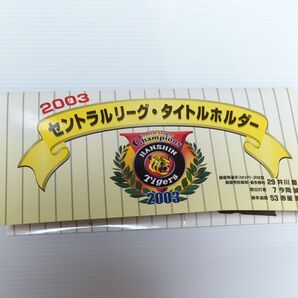 2003
セントラルリーグ・タイトルホルダー
Champions
HANSHIN
Tigers
2003
29 井川
7 今岡 誠
53 赤星